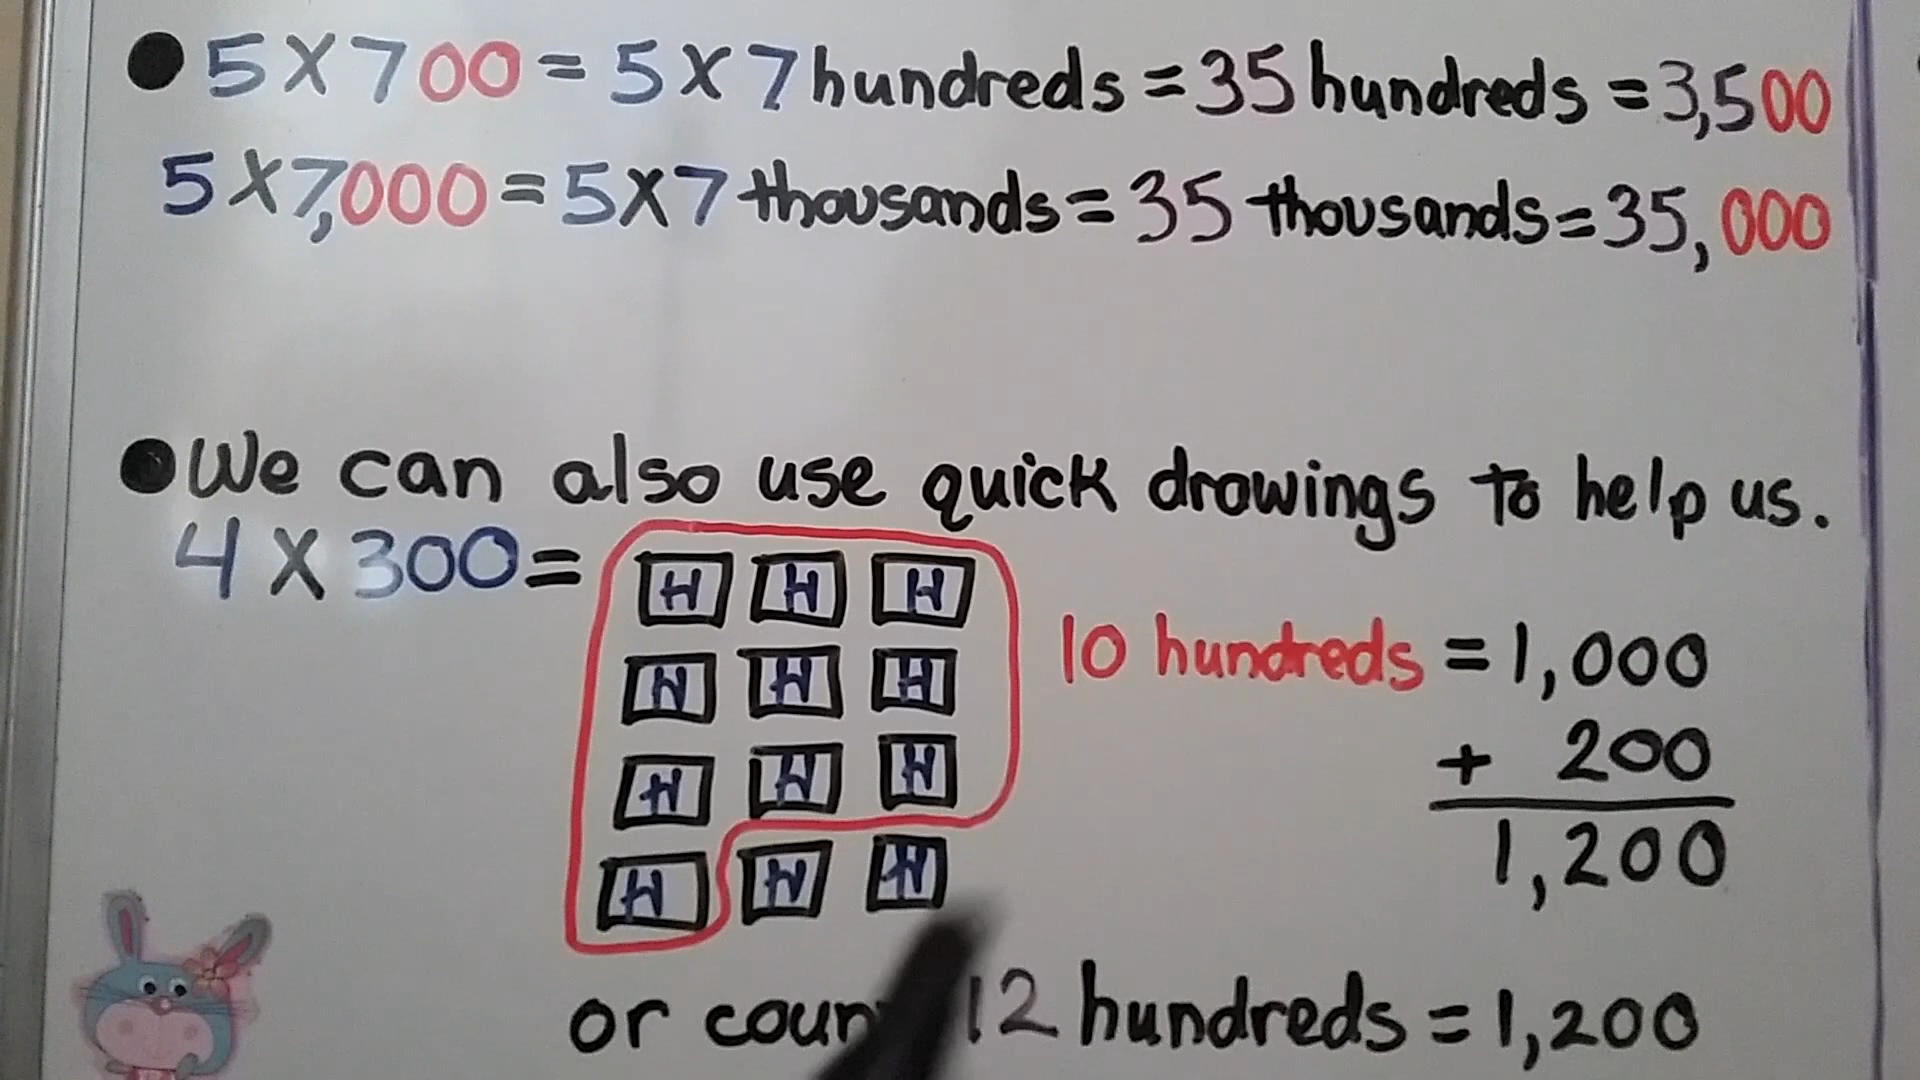 5 X 700 = 5 X 7 hundreds = 35 hundreds = 3,500
5 X 7,000 = 5 X 7 thousands = 35 thousands = 35,000
We can also use quick drawings to help us.
4 X 300 =
H H H
H H H
10 hundreds = 1,000
H H H
+ 200
H H H
1,200
or 12 hundreds = 1,200